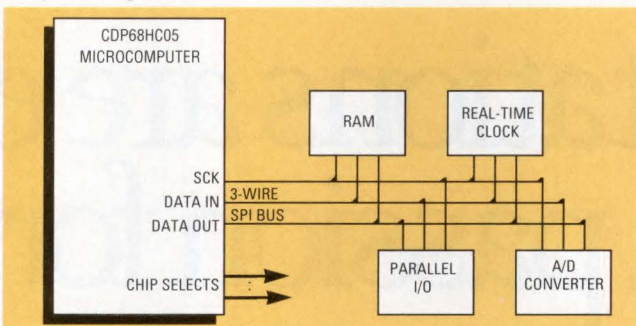 CDP68HC05
MICROCOMPUTER
RAM
REAL-TIME
CLOCK
SCK
DATA IN
3-WIRE
DATA OUT
SPI BUS
CHIP SELECTS
PARALLEL
I/O
A/D
CONVERTER